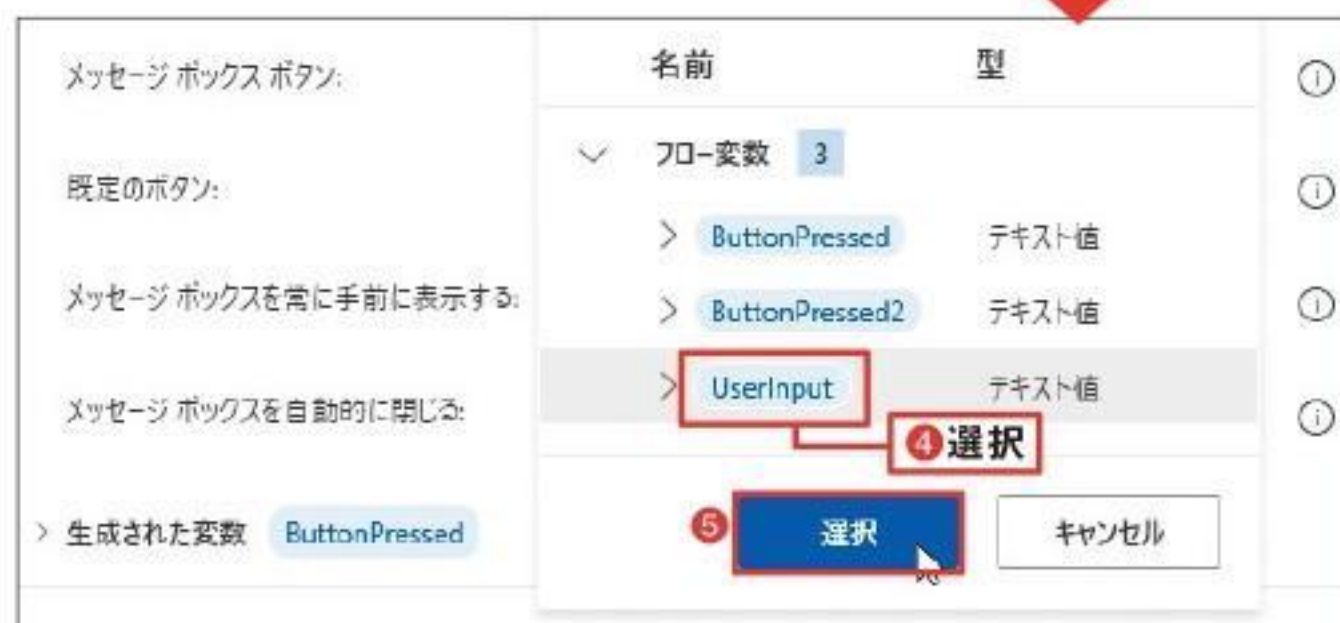 メッセージ ボックス ボタン:
既定のボタン:
メッセージ ボックスを常に手前に表示する:
メッセージ ボックスを自動的に閉じる:
> 生成された変数 ButtonPressed
名前 型
フロー変数 3
> ButtonPressed テキスト値
> ButtonPressed2 テキスト値
> UserInput テキスト値
❹選択
❺ 選択 キャンセル